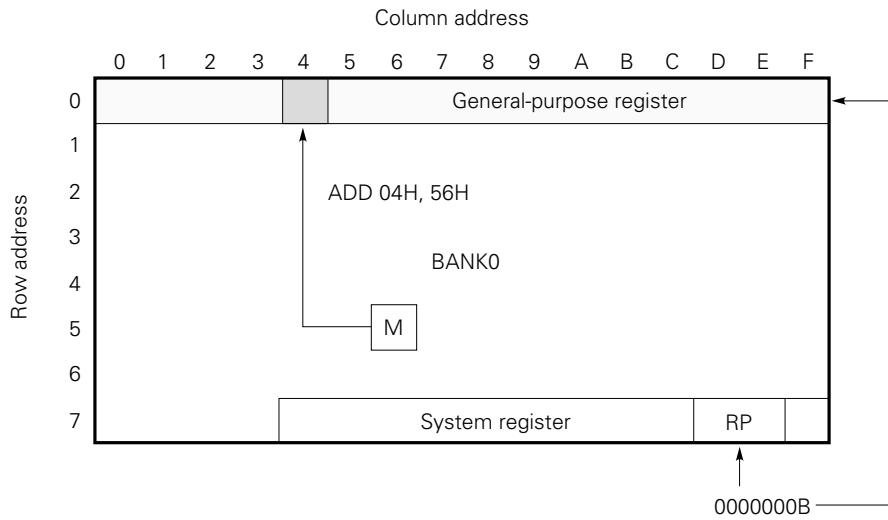 Column address
0 1 2 3 4 5 6 7 8 9 A B C D E F
0 General-purpose register
1
2 ADD 04H, 56H
3
BANK0
4
Row address
5 M
6
7 System register RP
0000000B